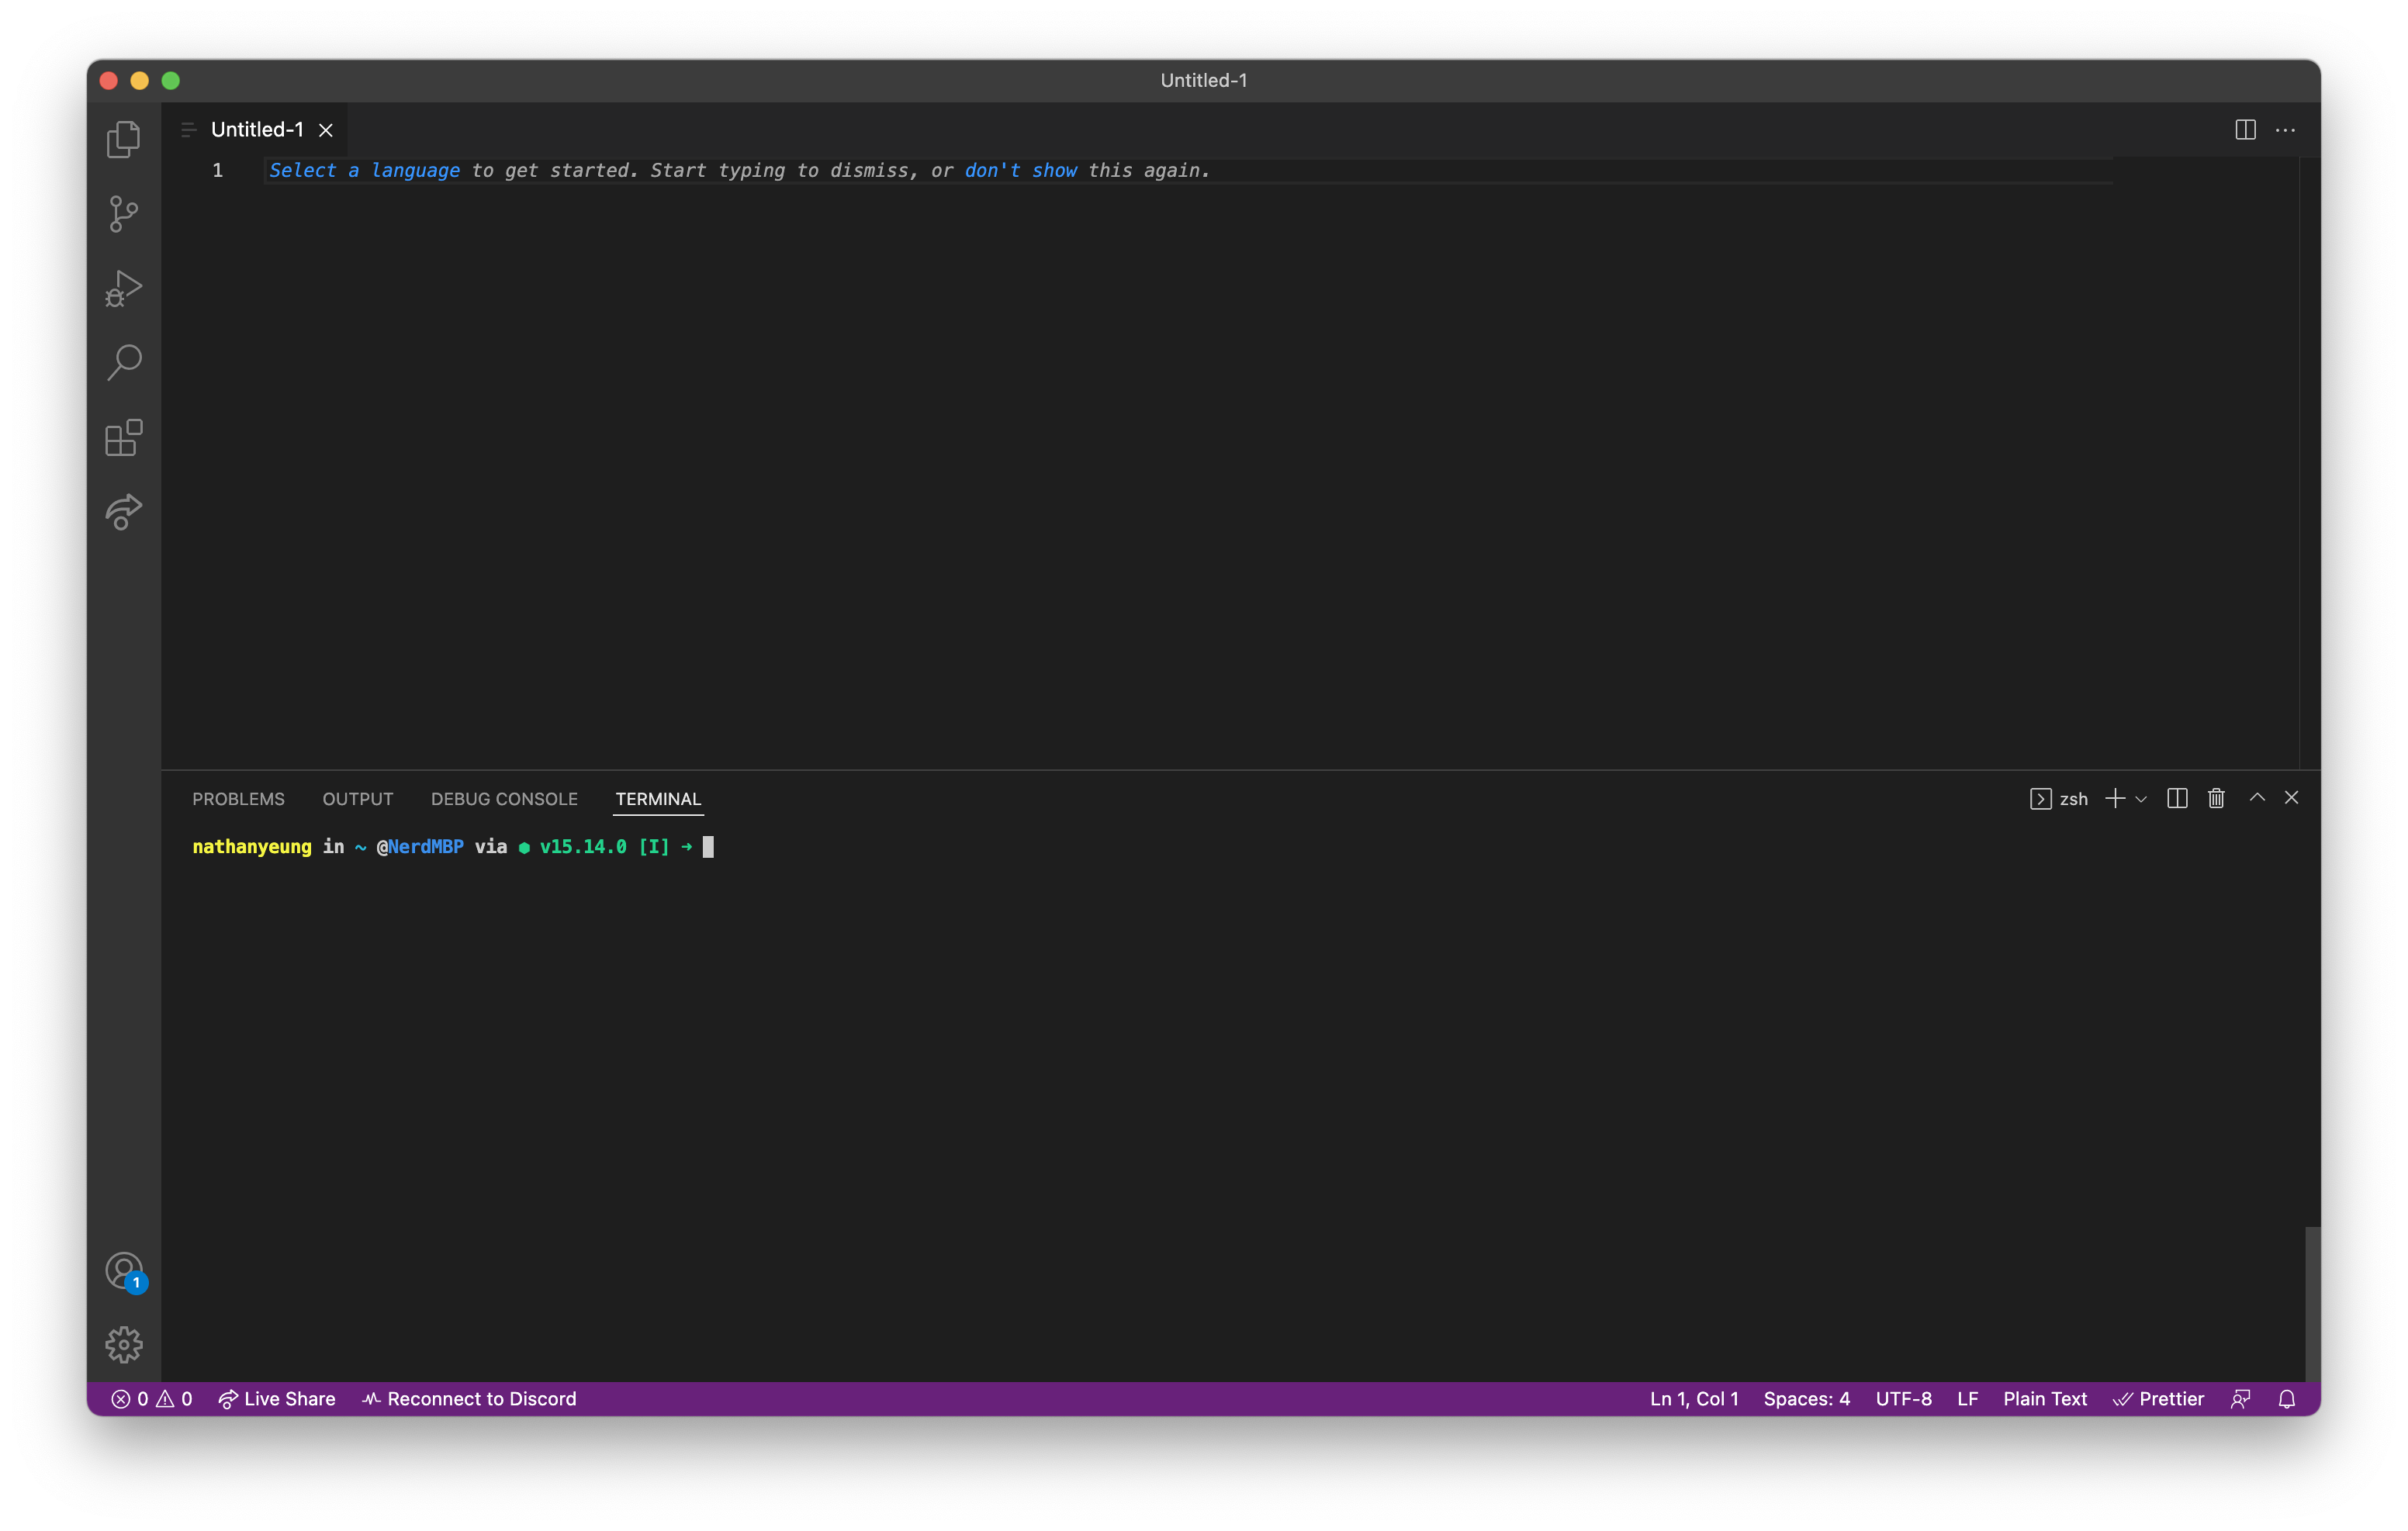 Untitled-1
Untitled-1
1 Select a language to get started. Start typing to dismiss, or don't show this again.
PROBLEMS OUTPUT DEBUG CONSOLE TERMINAL zsh
nathanyeung in ~ @NerdMBP via ⬢ v15.14.0 [I] →
1
0 0 Live Share Reconnect to Discord Ln 1, Col 1 Spaces: 4 UTF-8 LF Plain Text Prettier